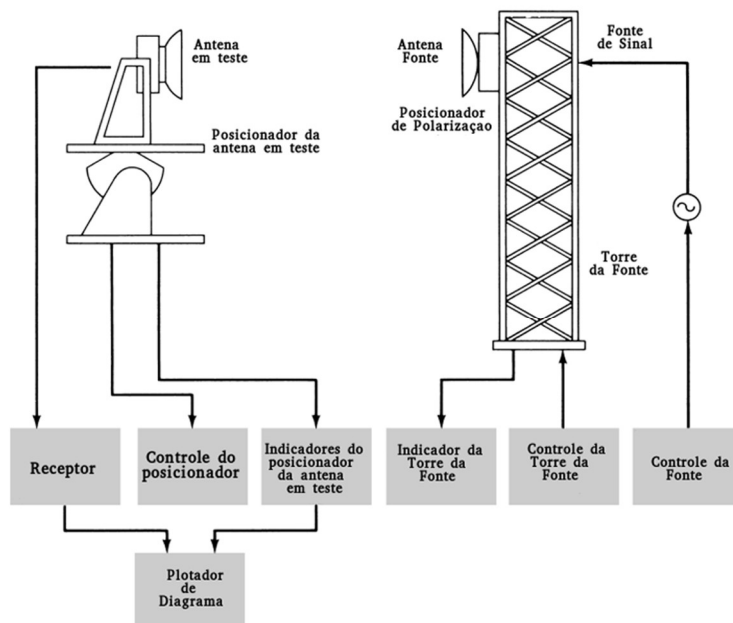 Antena
em teste
Posicionador da
antena em teste
Antena
Fonte
Posicionador
de Polarizaçao
Fonte
de Sinal
Torre
da Fonte
Receptor
Controle do
posicionador
Indicadores do
posicionador
da antena
em teste
Indicador da
Torre da
Fonte
Controle da
Torre da
Fonte
Controle da
Fonte
Plotador
de
Diagrama